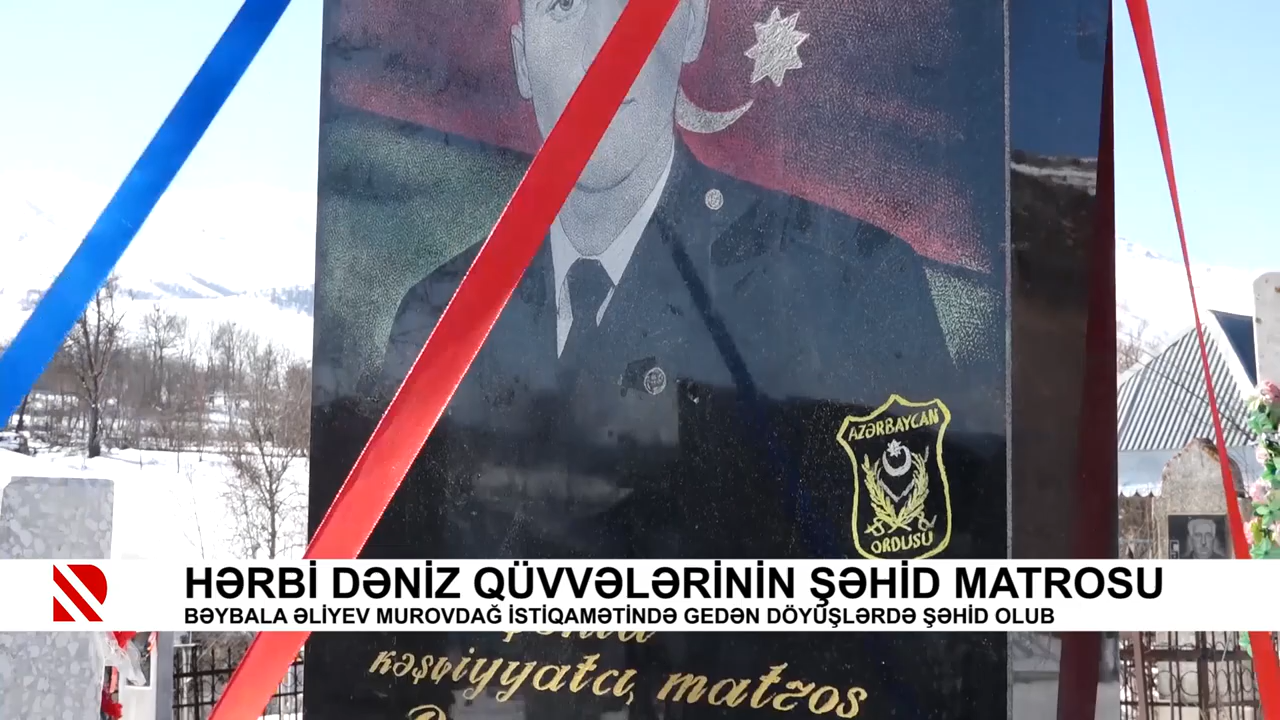 AZƏRBAYCAN
ORDUSU
HƏRBİ DƏNİZ QÜVVƏLƏRİNİN ŞƏHİD MATROSU
BƏYBALA ƏLİYEV MUROVDAĞ İSTİQAMƏTİNDƏ GEDƏN DÖYÜŞLƏRDƏ ŞƏHİD OLUB
kəşfiyyatçı, matros